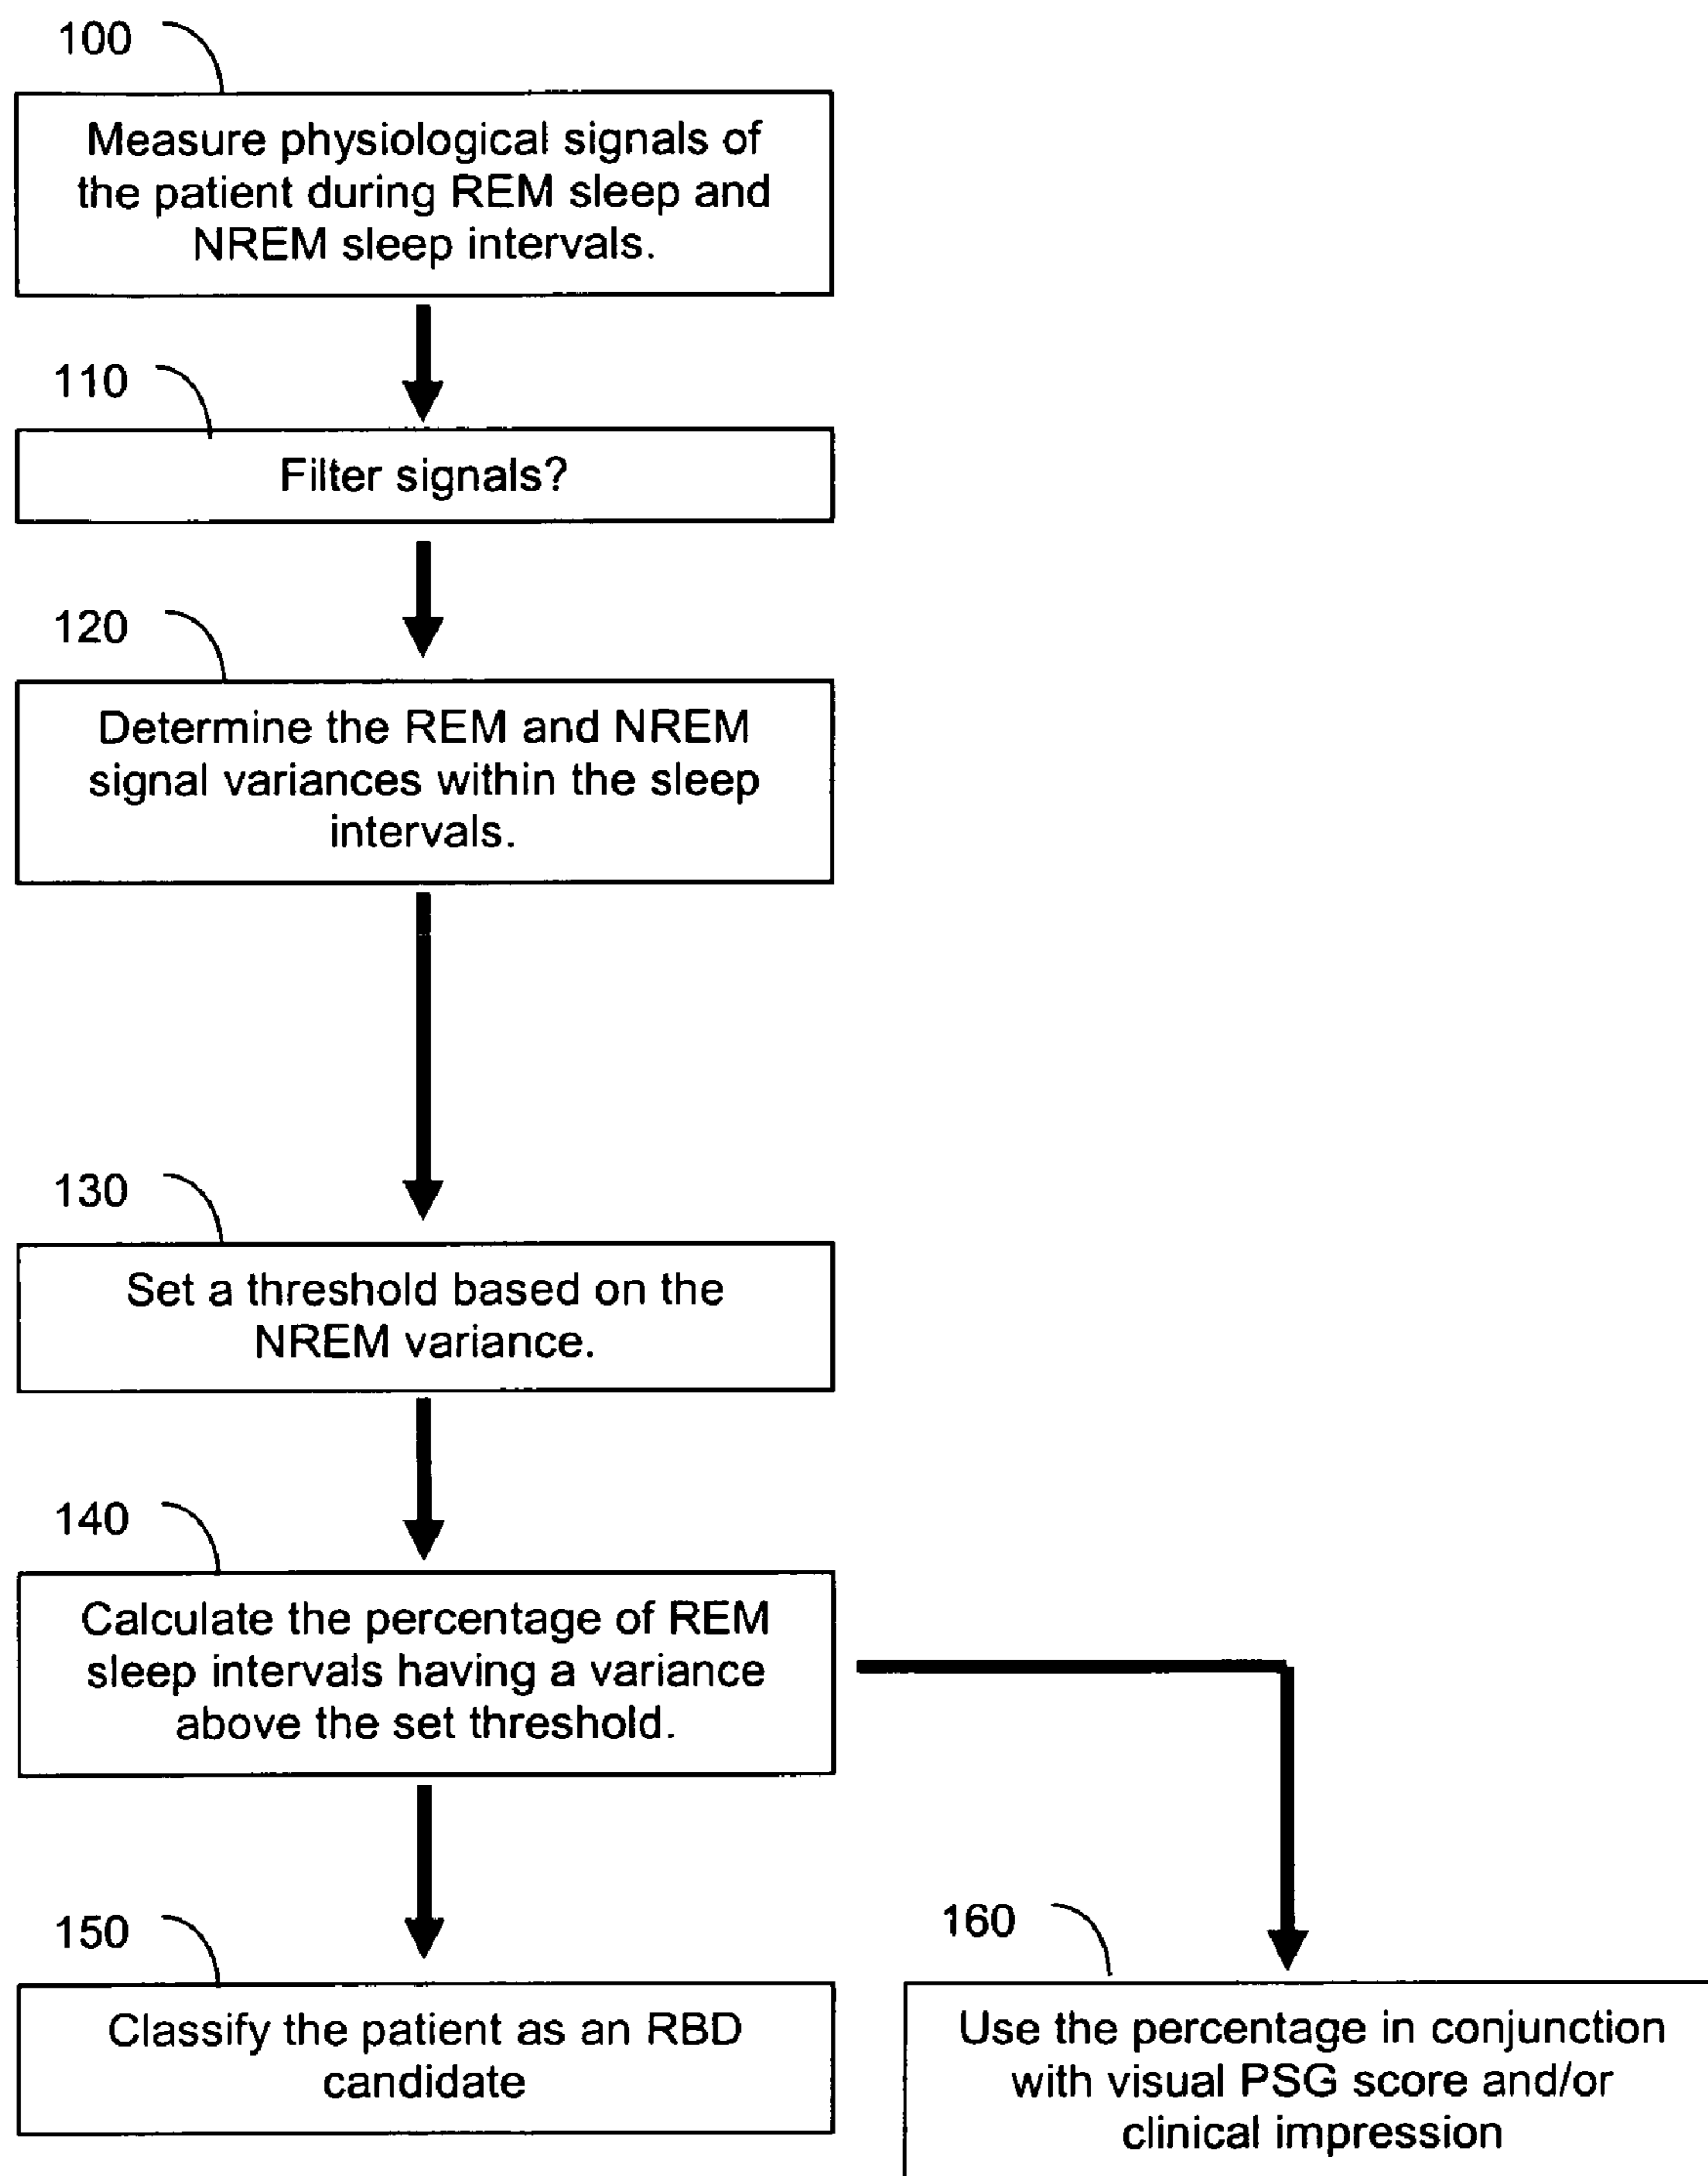 100
Measure physiological signals of
the patient during REM sleep and
NREM sleep intervals.
110
Filter signals?
120
Determine the REM and NREM
signal variances within the sleep
intervals.
130
Set a threshold based on the
NREM variance.
140
Calculate the percentage of REM
sleep intervals having a variance
above the set threshold.
150
Classify the patient as an RBD
candidate
160
Use the percentage in conjunction
with visual PSG score and/or
clinical impression